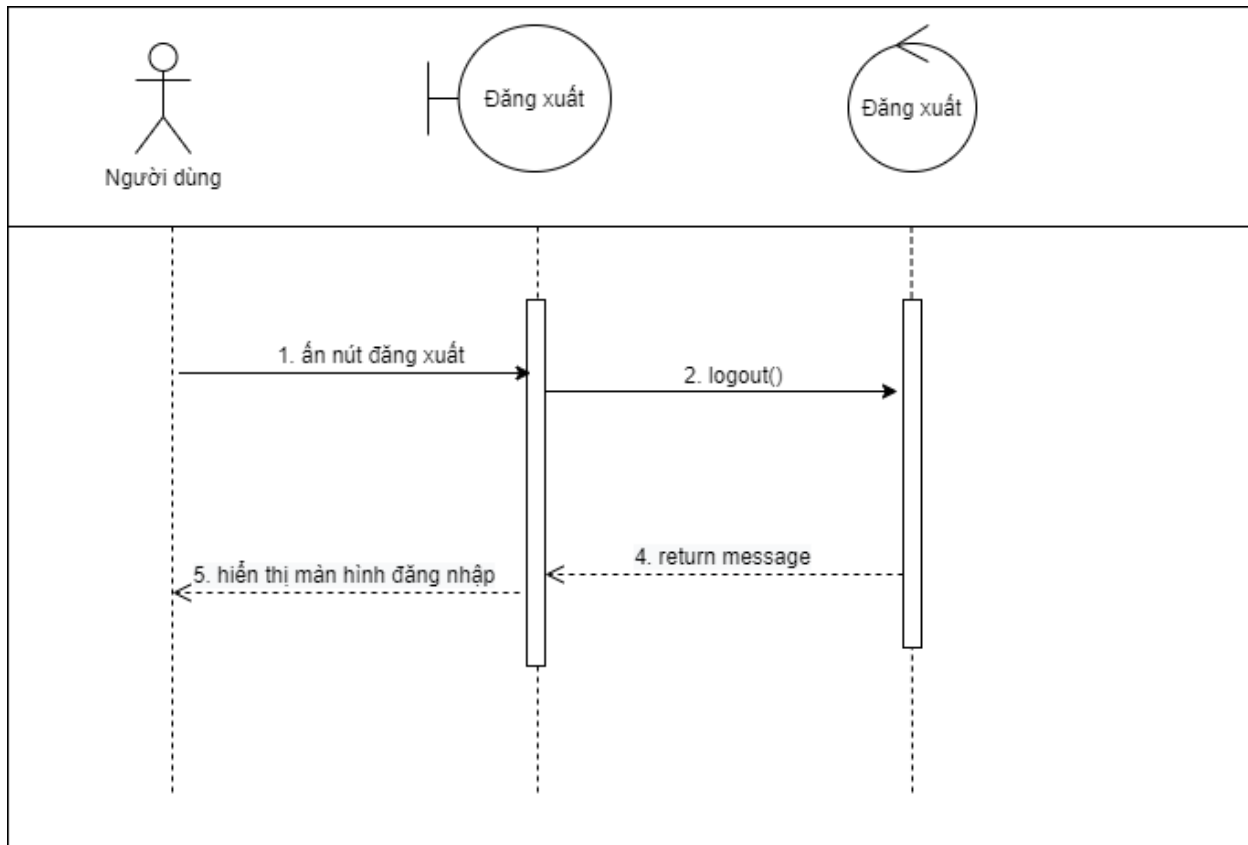 Đăng xuất
Đăng xuất
Người dùng
1. ấn nút đăng xuất
2. logout()
4. return message
5. hiển thị màn hình đăng nhập